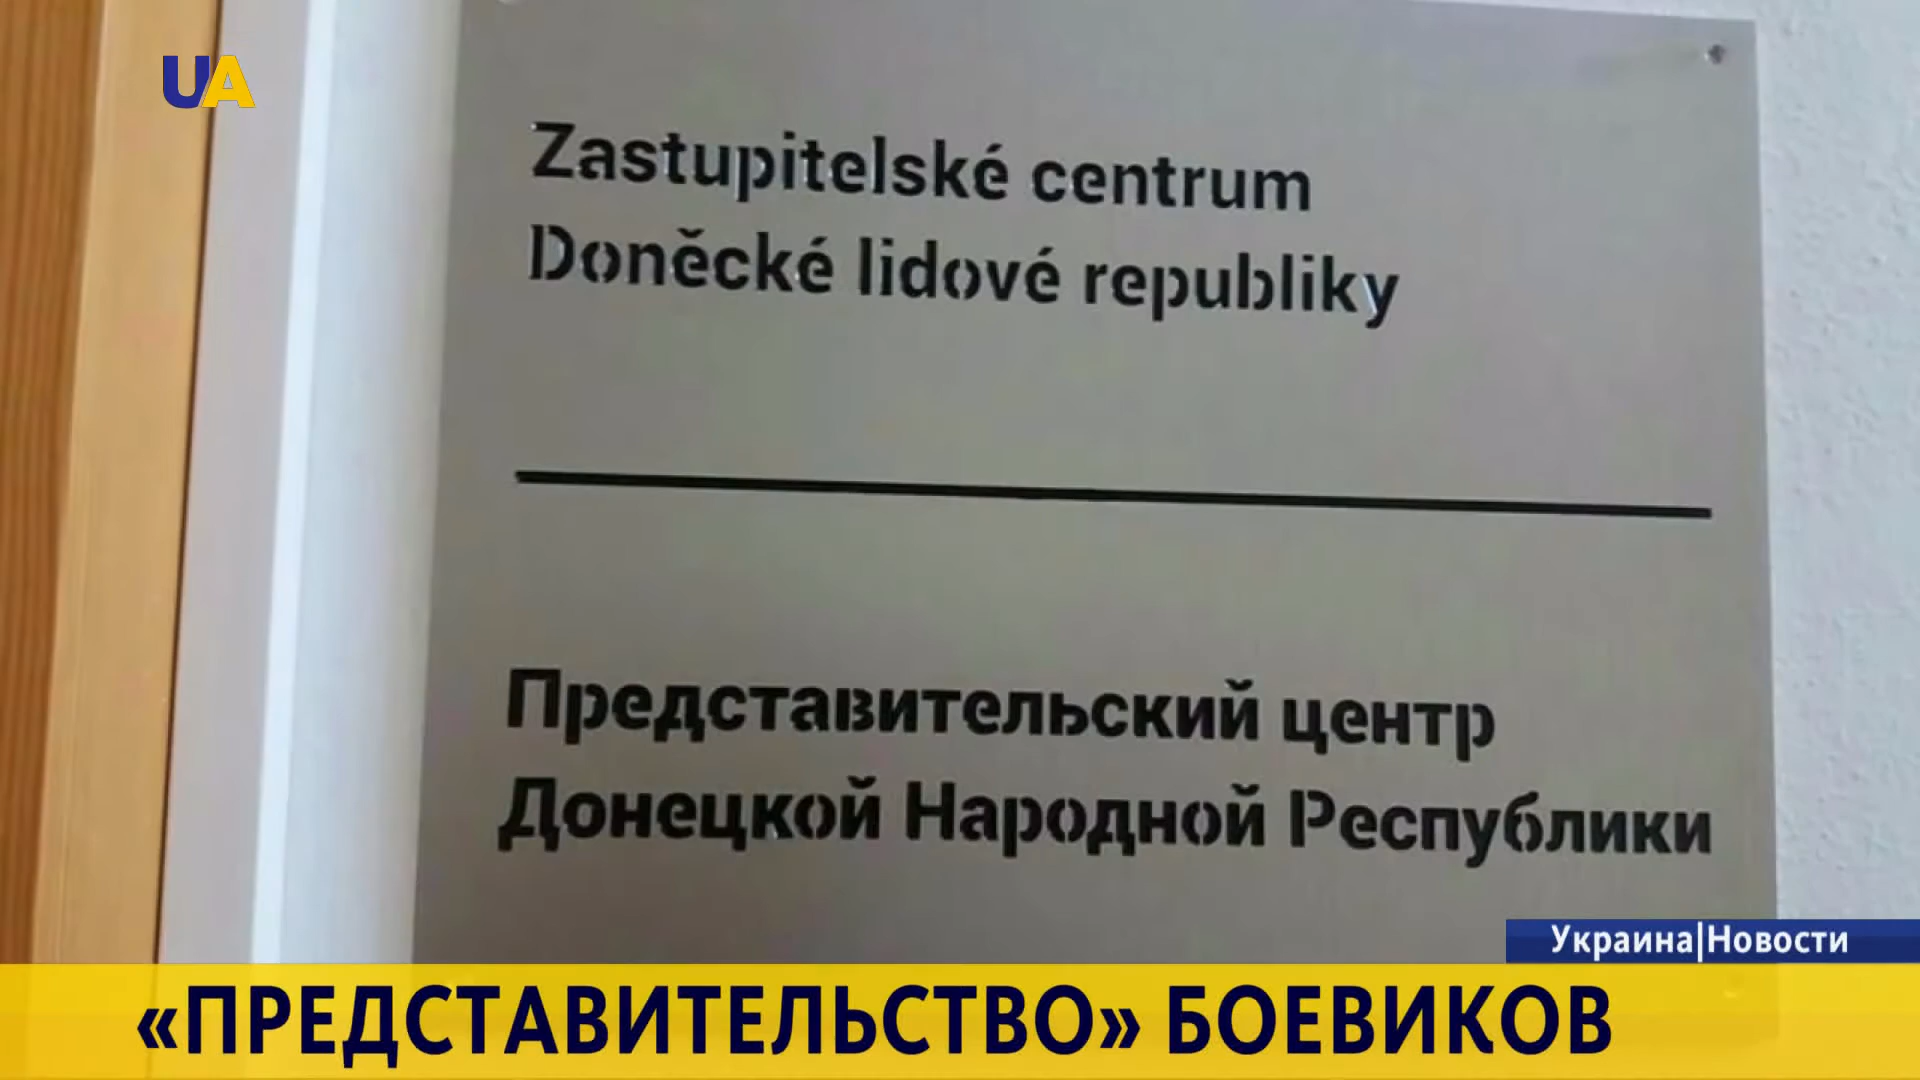 UA
Zastupitelské centrum
Doněcké lidové republiky
Представительский центр
Донецкой Народной Республики
Украина|Новости
«ПРЕДСТАВИТЕЛЬСТВО» БОЕВИКОВ